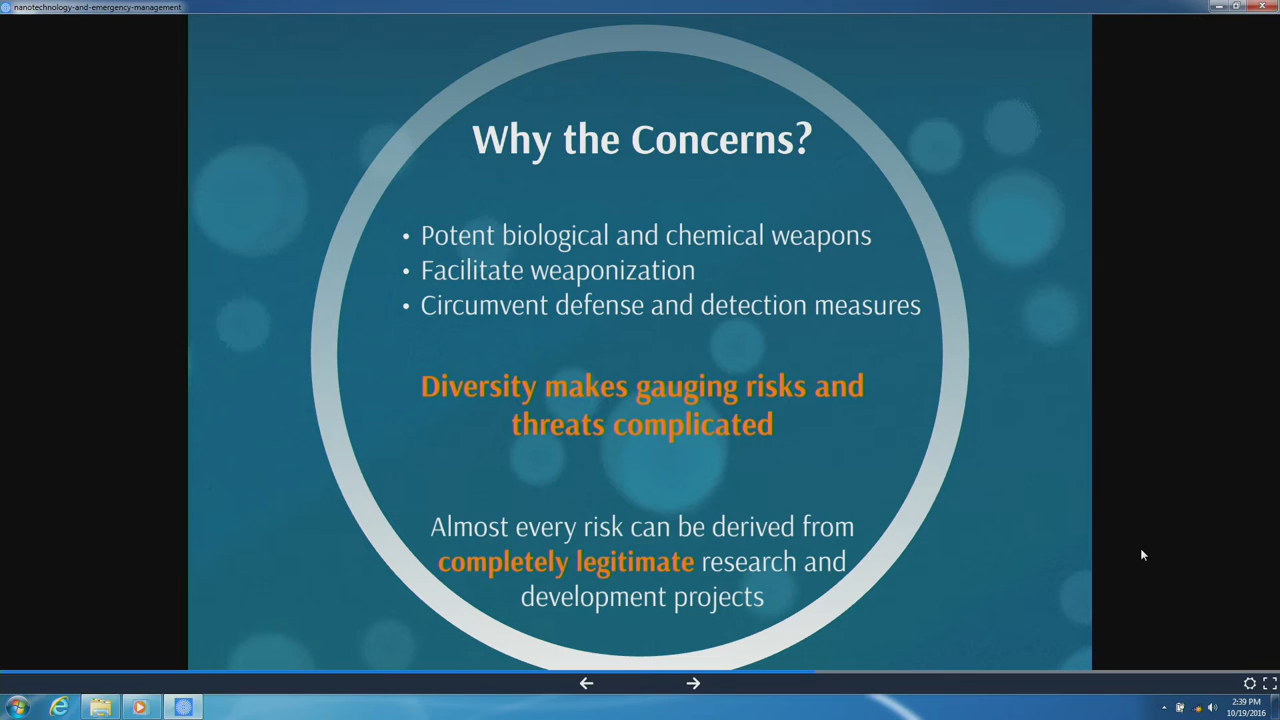 nanotechnology-and-emergency-management
Why the Concerns?
• Potent biological and chemical weapons
• Facilitate weaponization
• Circumvent defense and detection measures
Diversity makes gauging risks and
threats complicated
Almost every risk can be derived from
completely legitimate research and
development projects
2:39 PM
10/19/2016